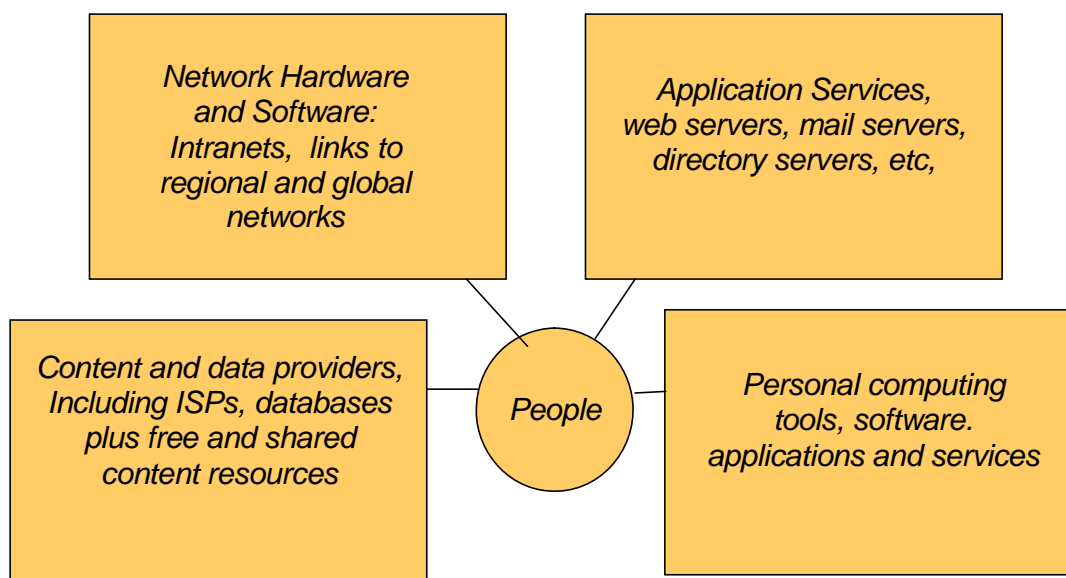 Network Hardware
and Software:
Intranets, links to
regional and global
networks
Application Services,
web servers, mail servers,
directory servers, etc,
Content and data providers,
Including ISPs, databases
plus free and shared
content resources
People
Personal computing
tools, software.
applications and services